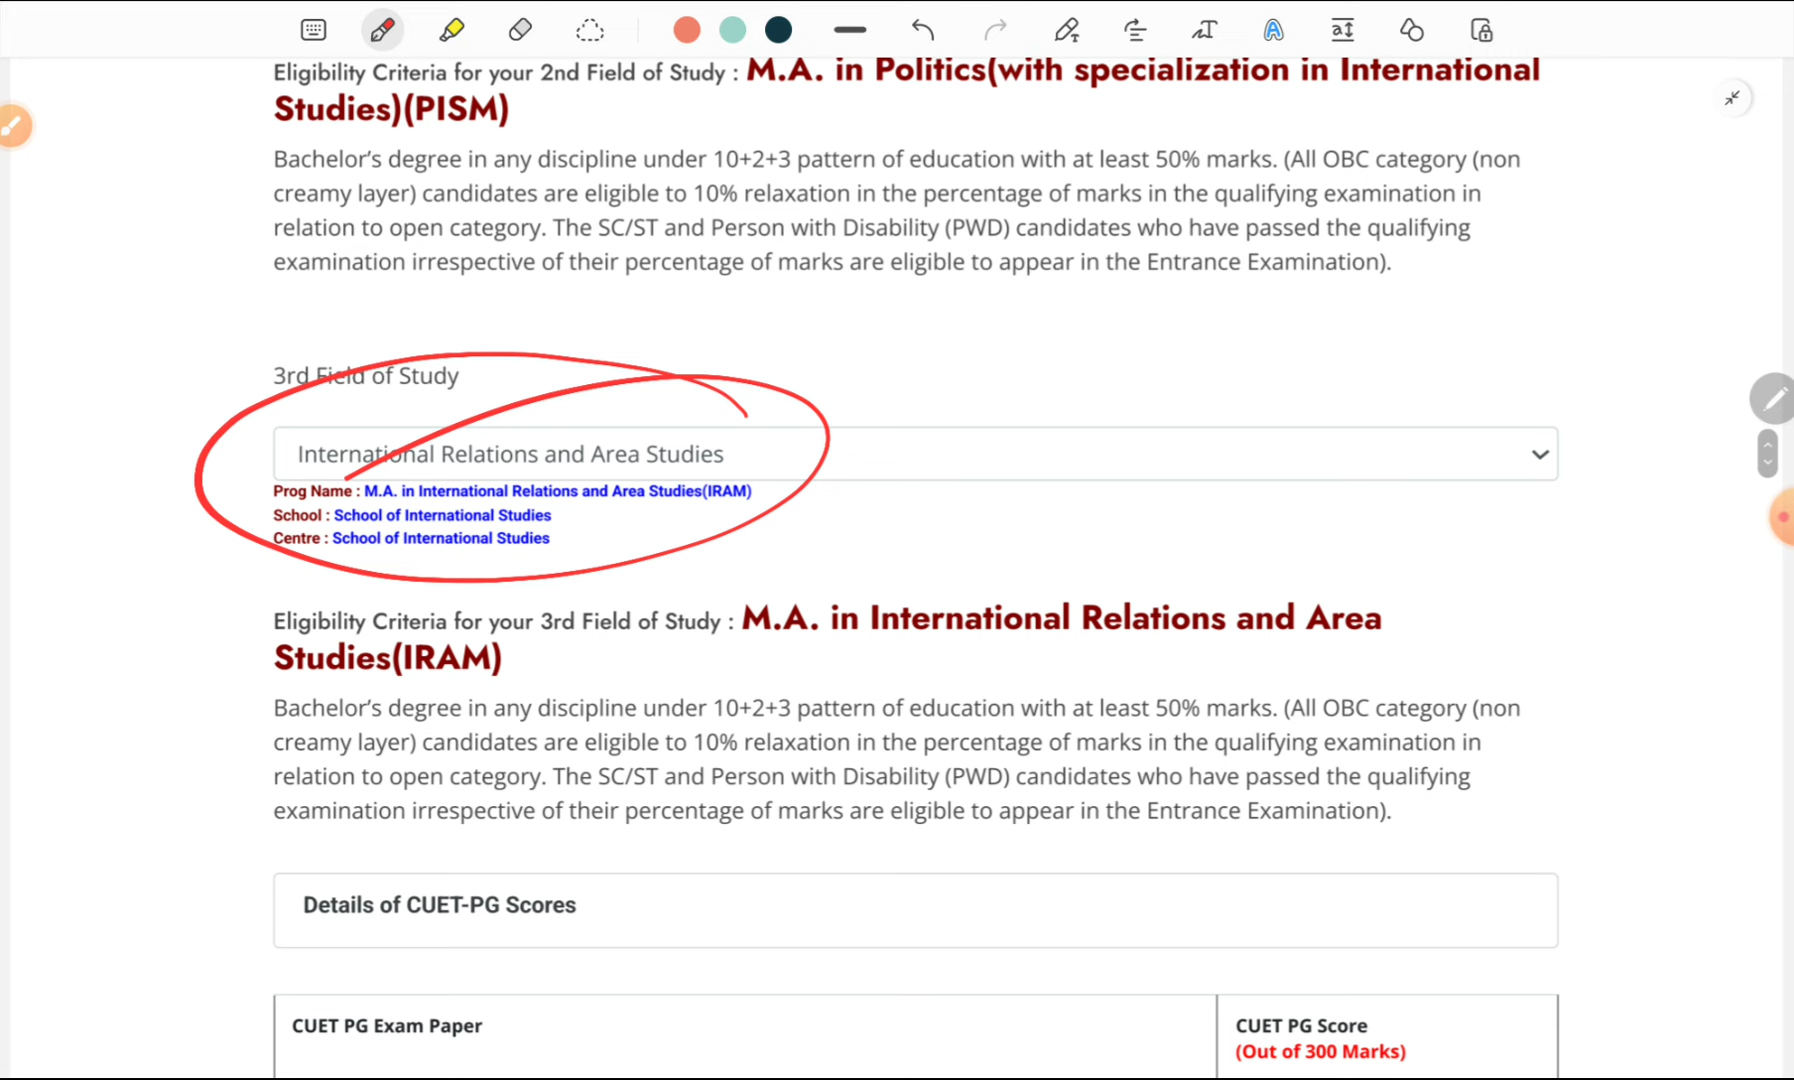 Eligibility Criteria for your 2nd Field of Study : M.A. in Politics(with specialization in International
Studies)(PISM)
Bachelor’s degree in any discipline under 10+2+3 pattern of education with at least 50% marks. (All OBC category (non
creamy layer) candidates are eligible to 10% relaxation in the percentage of marks in the qualifying examination in
relation to open category. The SC/ST and Person with Disability (PWD) candidates who have passed the qualifying
examination irrespective of their percentage of marks are eligible to appear in the Entrance Examination).
3rd Field of Study
International Relations and Area Studies
Prog Name : M.A. in International Relations and Area Studies(IRAM)
School : School of International Studies
Centre : School of International Studies
Eligibility Criteria for your 3rd Field of Study : M.A. in International Relations and Area
Studies(IRAM)
Bachelor’s degree in any discipline under 10+2+3 pattern of education with at least 50% marks. (All OBC category (non
creamy layer) candidates are eligible to 10% relaxation in the percentage of marks in the qualifying examination in
relation to open category. The SC/ST and Person with Disability (PWD) candidates who have passed the qualifying
examination irrespective of their percentage of marks are eligible to appear in the Entrance Examination).
Details of CUET-PG Scores
CUET PG Exam Paper
CUET PG Score
(Out of 300 Marks)